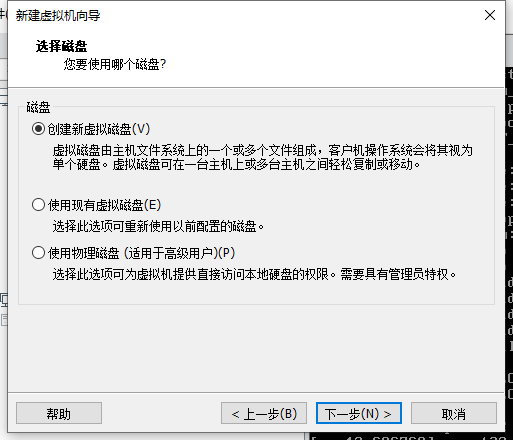 新建虚拟机向导
选择磁盘
您要使用哪个磁盘?
磁盘
创建新虚拟磁盘(V)
虚拟磁盘由主机文件系统上的一个或多个文件组成，客户机操作系统会将其视为
单个硬盘。虚拟磁盘可在一台主机上或多台主机之间轻松复制或移动。
使用现有虚拟磁盘(E)
选择此选项可重新使用以前配置的磁盘。
使用物理磁盘 (适用于高级用户)(P)
选择此选项可为虚拟机提供直接访问本地硬盘的权限。需要具有管理员特权。
帮助
< 上一步(B)
下一步(N) >
取消